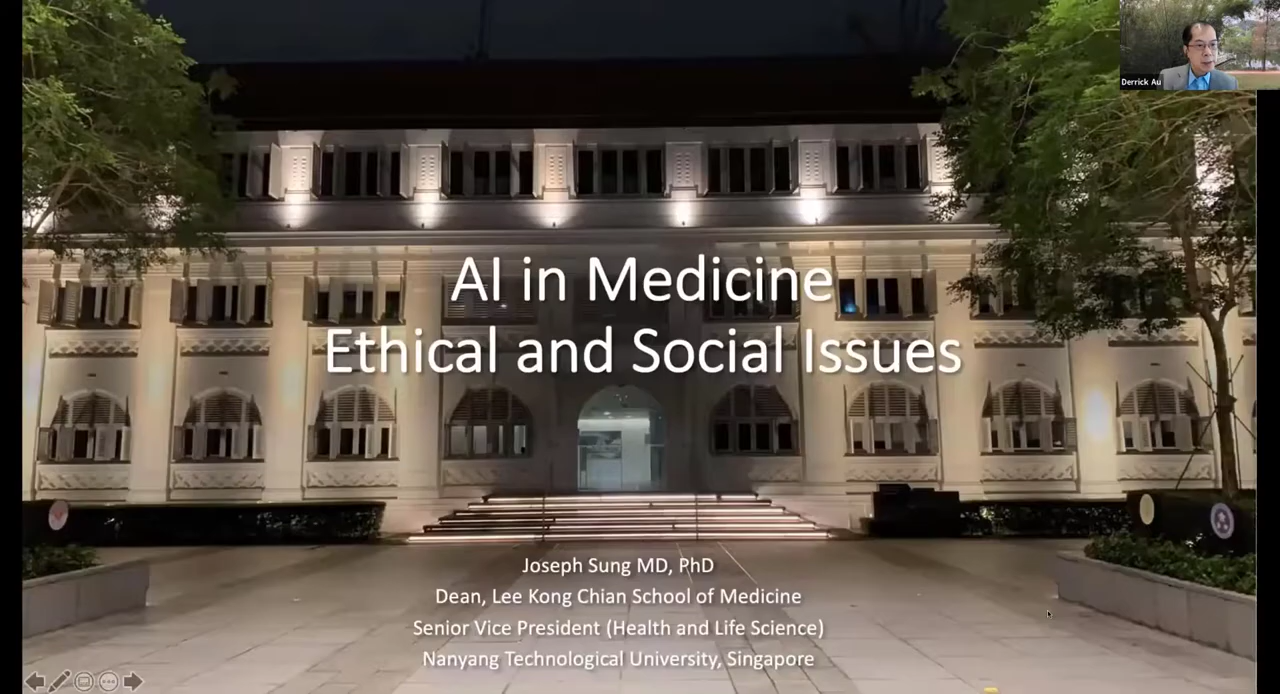 Derrick Au
AI in Medicine
Ethical and Social Issues
Joseph Sung MD, PhD
Dean, Lee Kong Chian School of Medicine
Senior Vice President (Health and Life Science)
Nanyang Technological University, Singapore